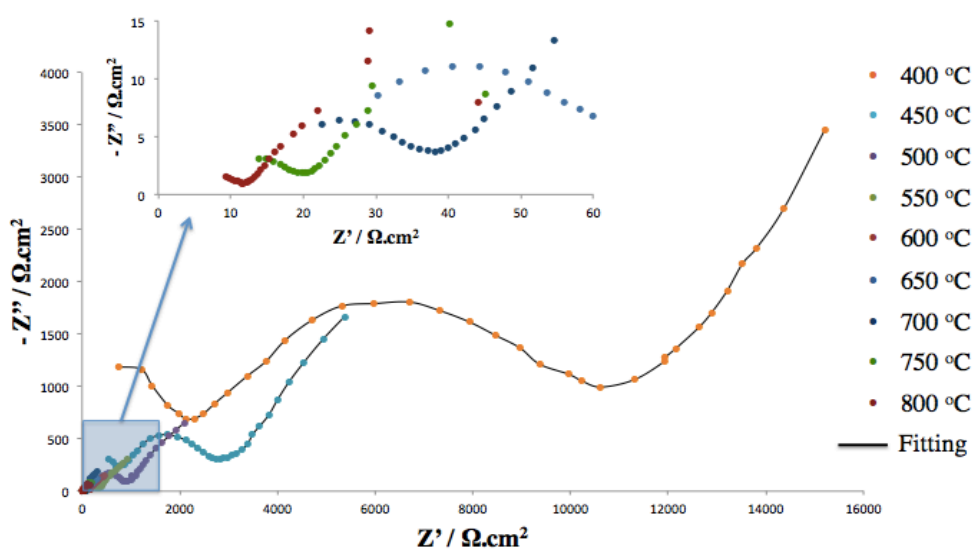 15
10
5
0
0 10 20 30 40 50 60
- Z" / Ω.cm²
Z' / Ω.cm²
4000
3500
3000
2500
2000
1500
1000
500
0
0 2000 4000 6000 8000 10000 12000 14000 16000
- Z" / Ω.cm²
Z' / Ω.cm²
400 °C
450 °C
500 °C
550 °C
600 °C
650 °C
700 °C
750 °C
800 °C
Fitting